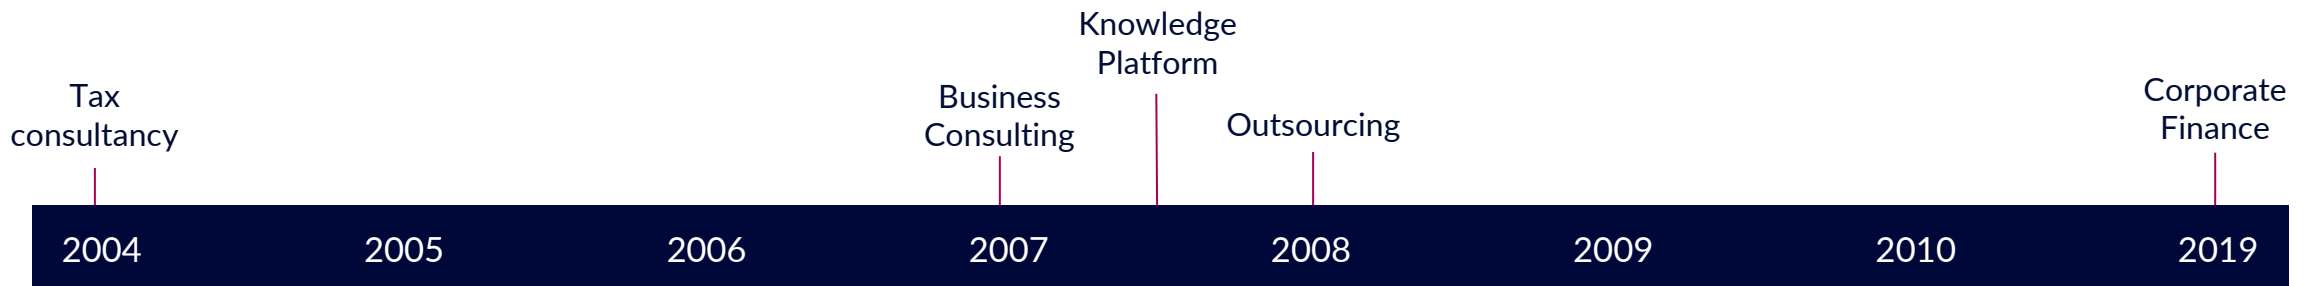 Tax
consultancy
Business
Consulting
Knowledge
Platform
Outsourcing
Corporate
Finance
2004
2005
2006
2007
2008
2009
2010
2019